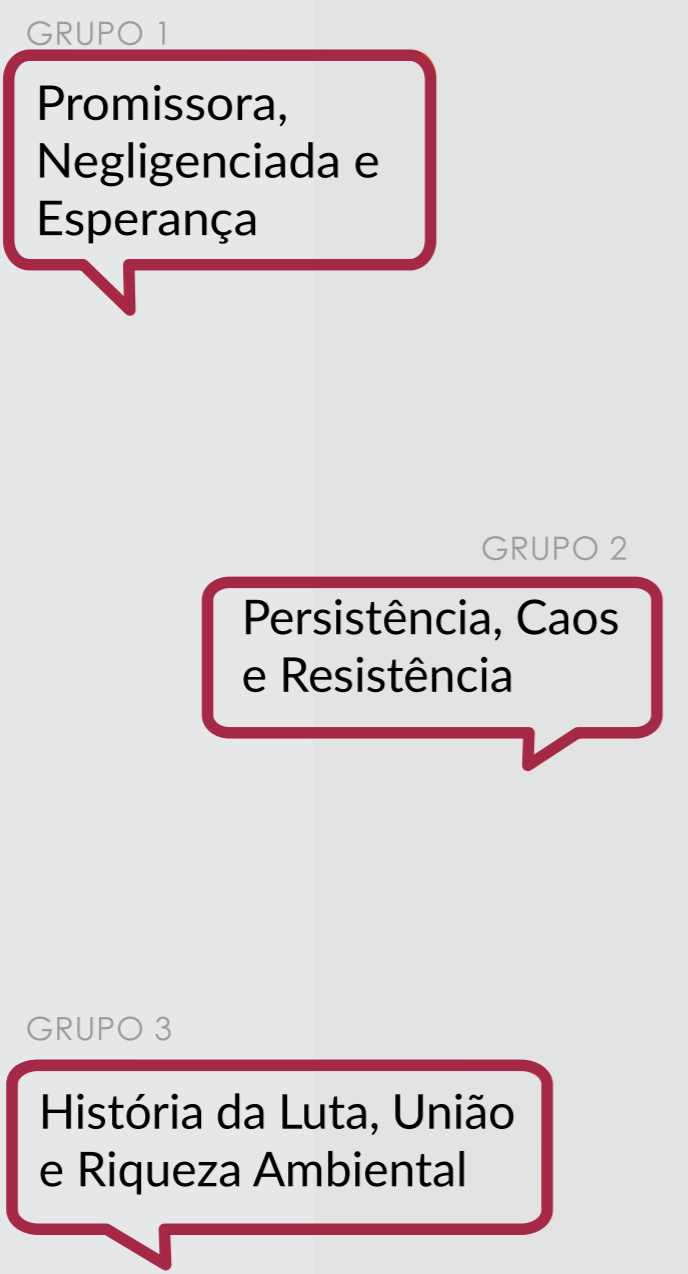 GRUPO 1
Promissora,
Negligenciada e
Esperança
GRUPO 2
Persistência, Caos
e Resistência
GRUPO 3
História da Luta, União
e Riqueza Ambiental